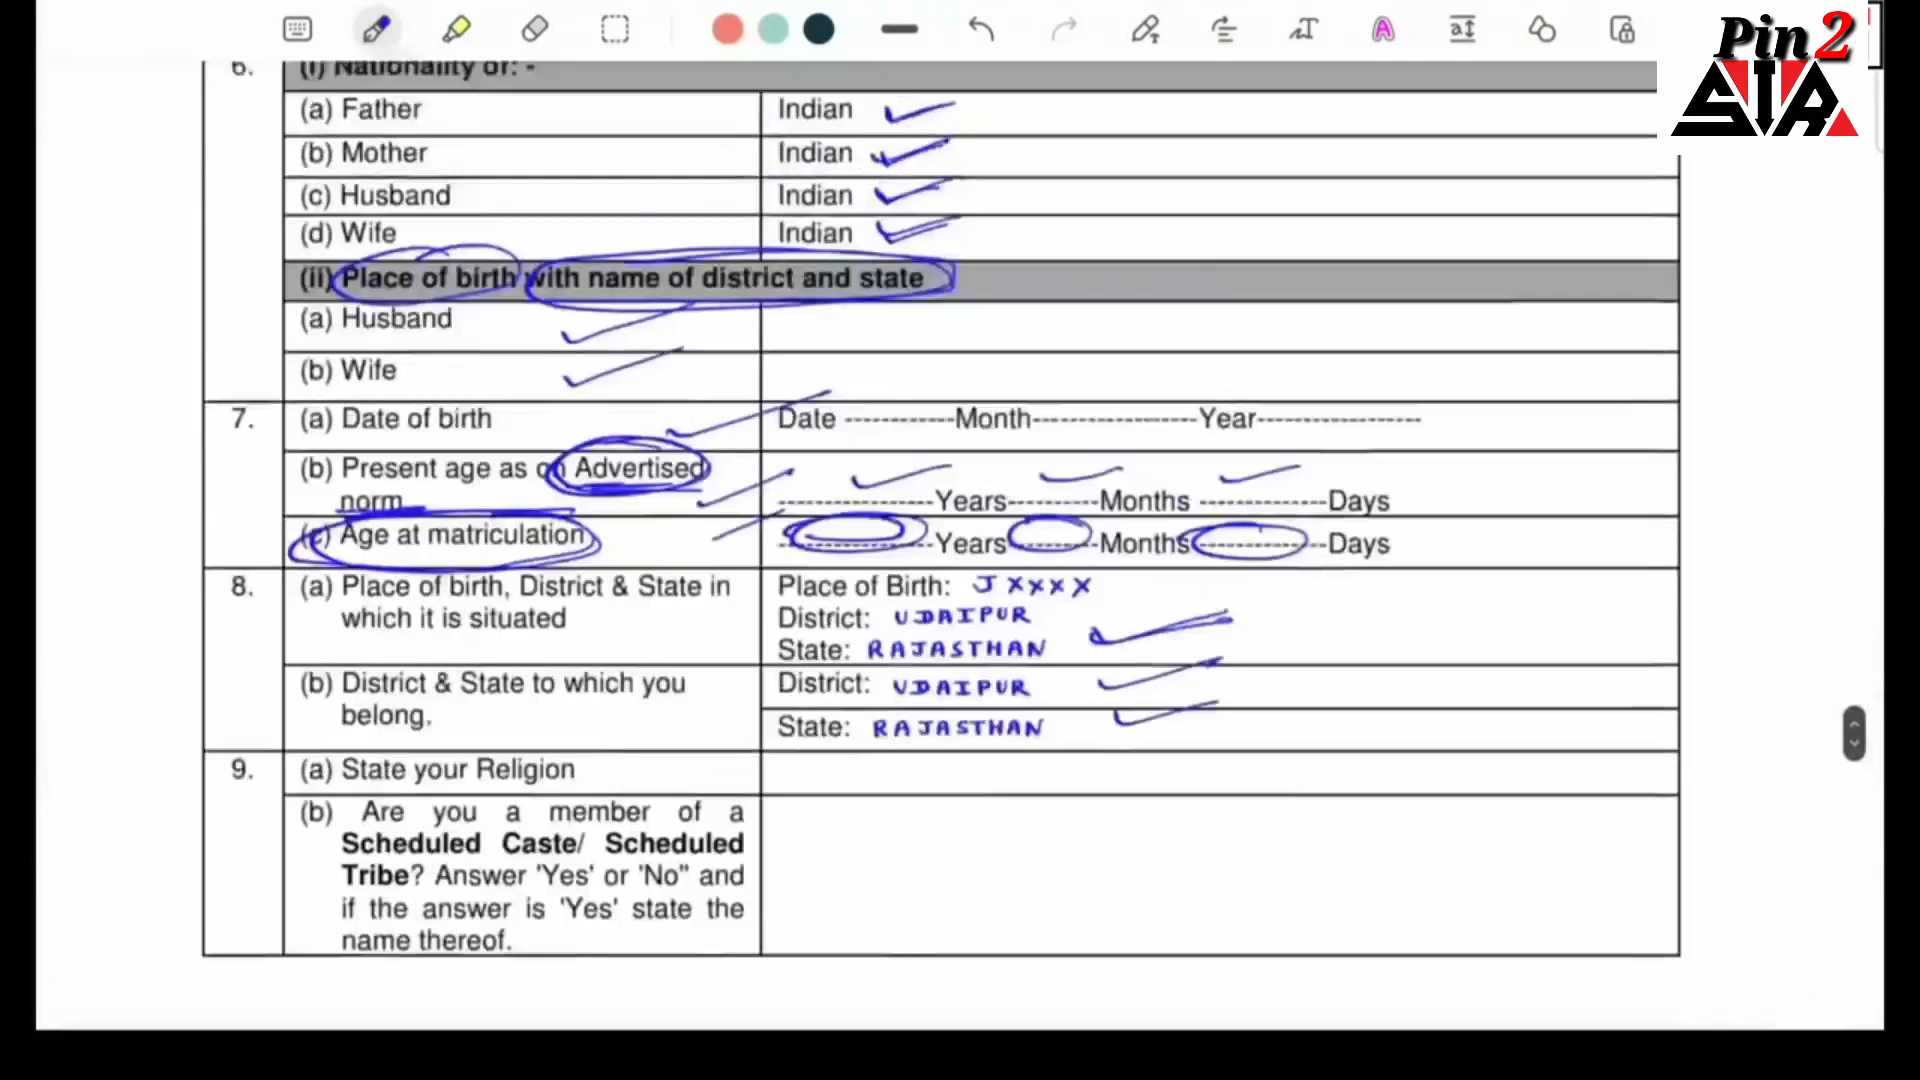 Pin2
STAR
6. (i) Nationality of: -
(a) Father Indian
(b) Mother Indian
(c) Husband Indian
(d) Wife Indian
(ii) Place of birth with name of district and state
(a) Husband
(b) Wife
7. (a) Date of birth Date -----------Month-----------------Year----------------
(b) Present age as on Advertised
norm ---------------Years---------Months ------------Days
(c) Age at matriculation ---------------Years---------Months------------Days
8. (a) Place of birth, District & State in Place of Birth: JXXXX
which it is situated District: UDAIPUR
State: RAJASTHAN
(b) District & State to which you District: UDAIPUR
belong. State: RAJASTHAN
9. (a) State your Religion
(b) Are you a member of a
Scheduled Caste/ Scheduled
Tribe? Answer 'Yes' or 'No" and
if the answer is 'Yes' state the
name thereof.